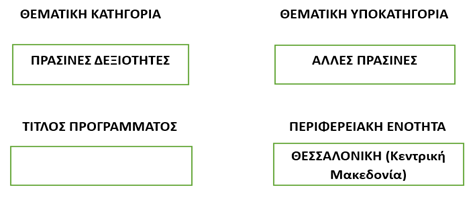 ΘΕΜΑΤΙΚΗ ΚΑΤΗΓΟΡΙΑ
ΘΕΜΑΤΙΚΗ ΥΠΟΚΑΤΗΓΟΡΙΑ
ΠΡΑΣΙΝΕΣ ΔΕΞΙΟΤΗΤΕΣ
ΑΛΛΕΣ ΠΡΑΣΙΝΕΣ
ΤΙΤΛΟΣ ΠΡΟΓΡΑΜΜΑΤΟΣ
ΠΕΡΙΦΕΡΕΙΑΚΗ ΕΝΟΤΗΤΑ
ΘΕΣΣΑΛΟΝΙΚΗ (Κεντρική
Μακεδονία)